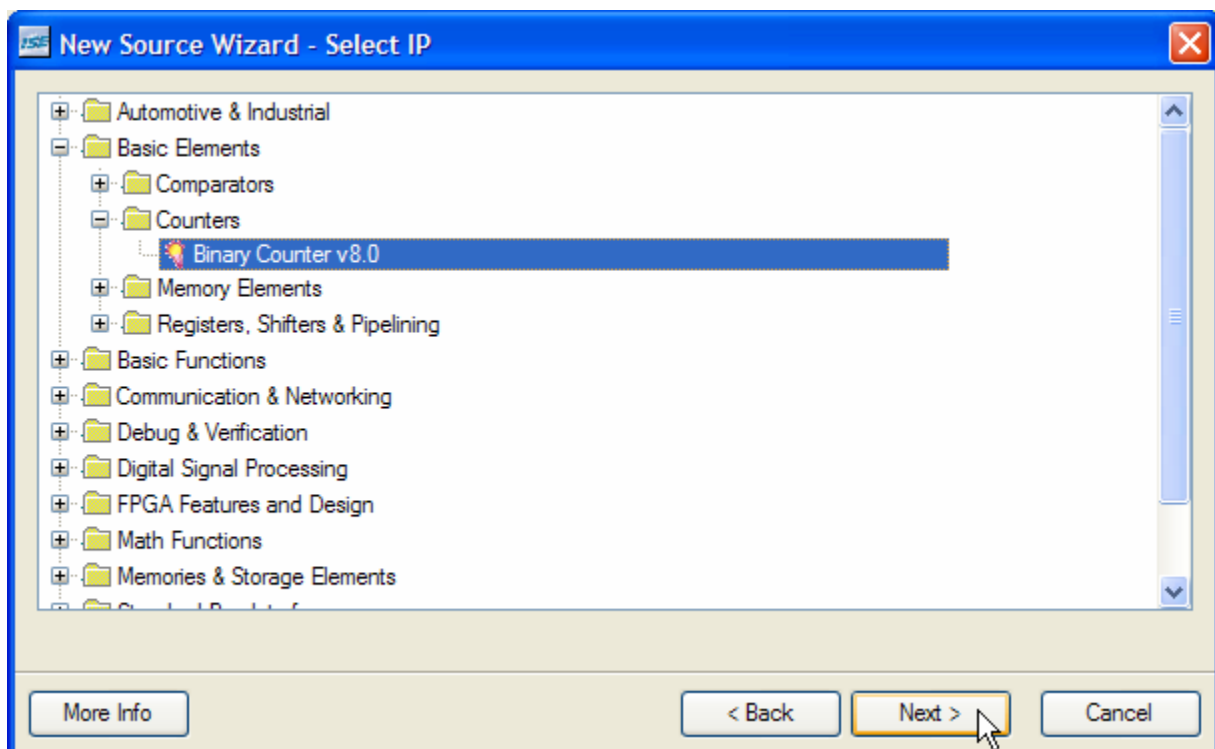 ISE New Source Wizard - Select IP
Automotive & Industrial
Basic Elements
Comparators
Counters
Binary Counter v8.0
Memory Elements
Registers, Shifters & Pipelining
Basic Functions
Communication & Networking
Debug & Verification
Digital Signal Processing
FPGA Features and Design
Math Functions
Memories & Storage Elements
More Info < Back Next > Cancel